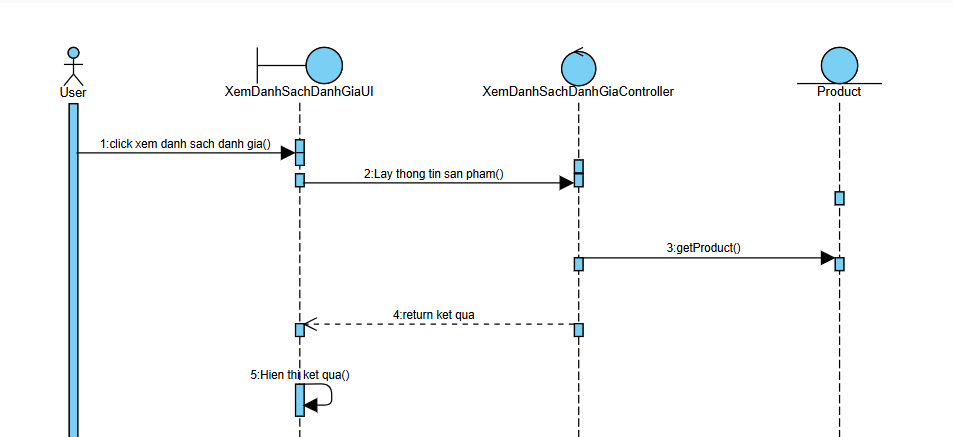 User
XemDanhSachDanhGiaUI
XemDanhSachDanhGiaController
Product
1:click xem danh sach danh gia()
2:Lay thong tin san pham()
3:getProduct()
4:return ket qua
5:Hien thi ket qua()